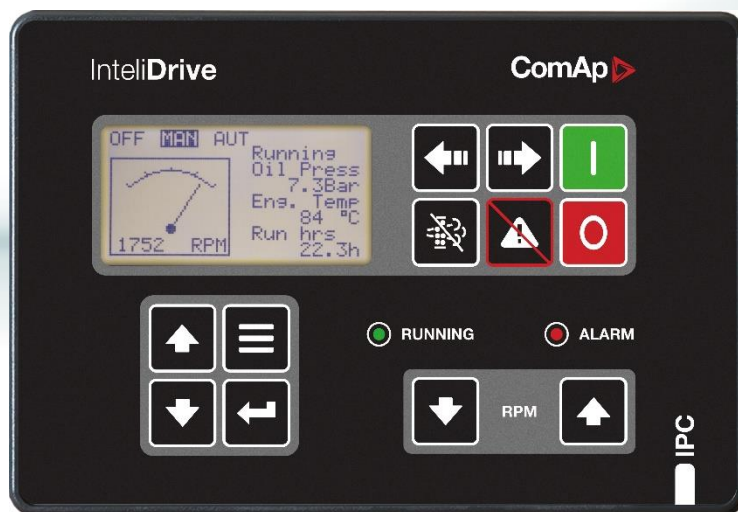 InteliDrive
ComAp
OFF MAN AUT
Running
Oil Press
7.3Bar
Eng. Temp
84 °C
Run hrs
22.3h
1752 RPM
RUNNING
ALARM
RPM
IPC